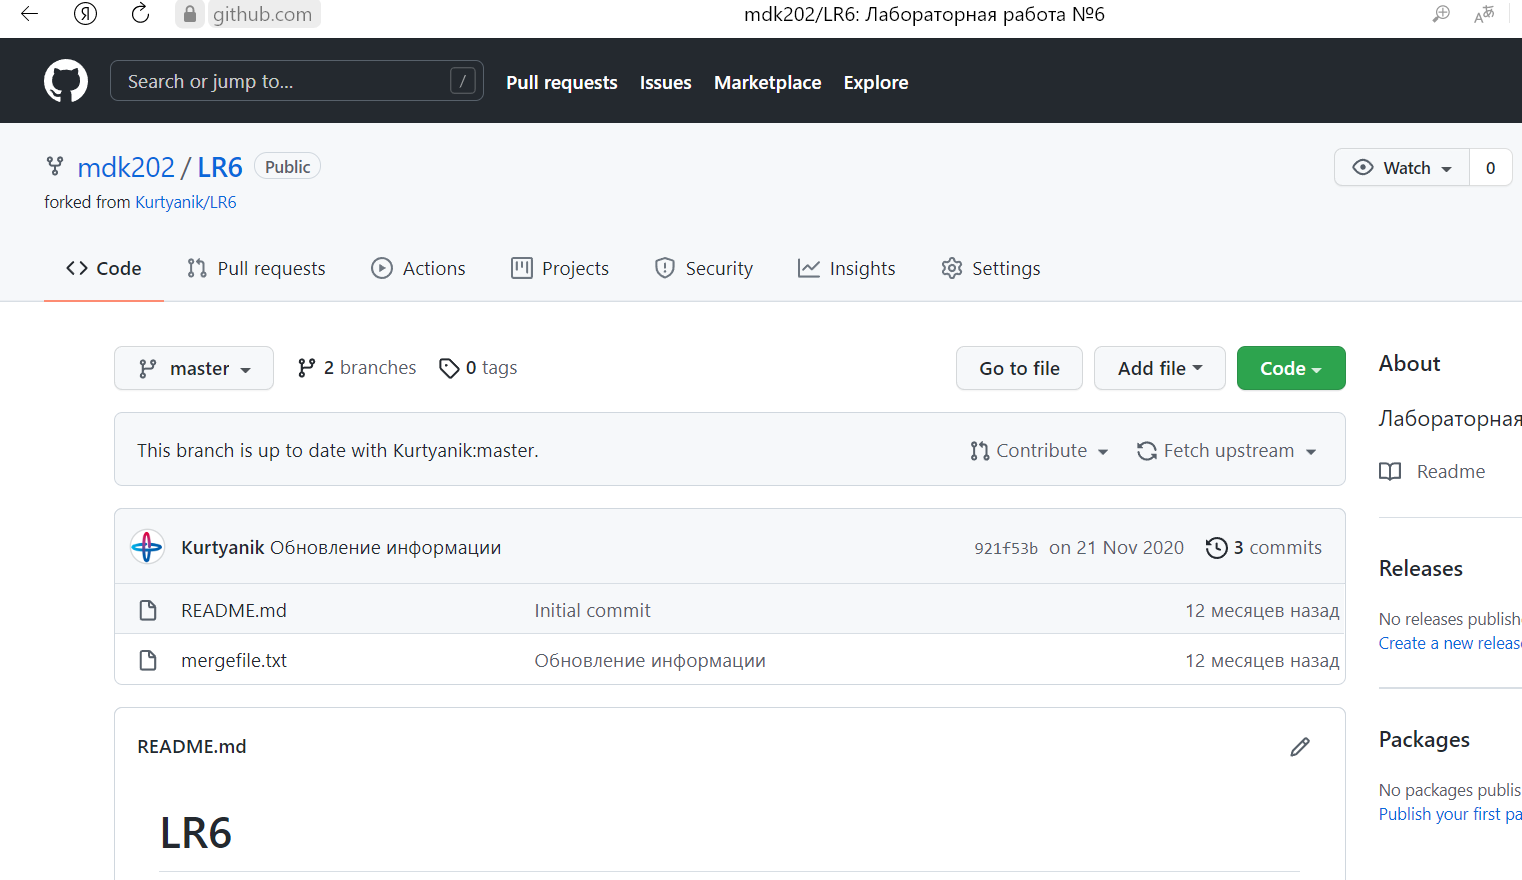 Я github.com mdk202/LR6: Лабораторная работа №6
Search or jump to... / Pull requests Issues Marketplace Explore
mdk202 / LR6 Public Watch 0
forked from Kurtyanik/LR6
Code Pull requests Actions Projects Security Insights Settings
master 2 branches 0 tags Go to file Add file Code
About
This branch is up to date with Kurtyanik:master. Contribute Fetch upstream
Лабораторная
Readme
Kurtyanik Обновление информации 921f53b on 21 Nov 2020 3 commits
README.md Initial commit 12 месяцев назад
mergefile.txt Обновление информации 12 месяцев назад
Releases
No releases publish
Create a new releas
Packages
No packages publis
Publish your first pa
README.md
LR6